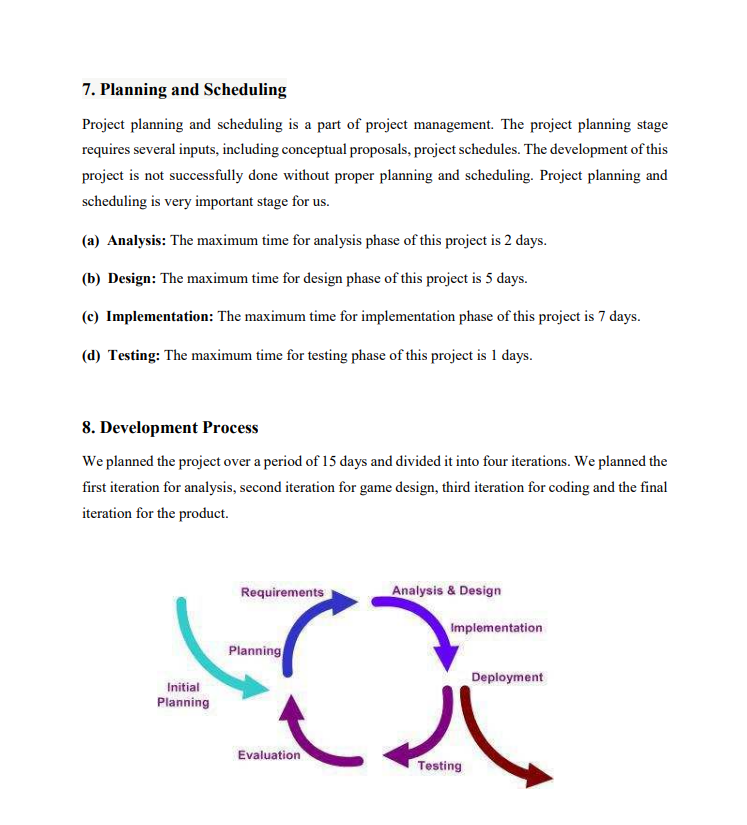 7. Planning and Scheduling
Project planning and scheduling is a part of project management. The project planning stage
requires several inputs, including conceptual proposals, project schedules. The development of this
project is not successfully done without proper planning and scheduling. Project planning and
scheduling is very important stage for us.
(a) Analysis: The maximum time for analysis phase of this project is 2 days.
(b) Design: The maximum time for design phase of this project is 5 days.
(c) Implementation: The maximum time for implementation phase of this project is 7 days.
(d) Testing: The maximum time for testing phase of this project is 1 days.
8. Development Process
We planned the project over a period of 15 days and divided it into four iterations. We planned the
first iteration for analysis, second iteration for game design, third iteration for coding and the final
iteration for the product.
Requirements
Analysis & Design
Implementation
Planning
Deployment
Initial
Planning
Evaluation
Testing